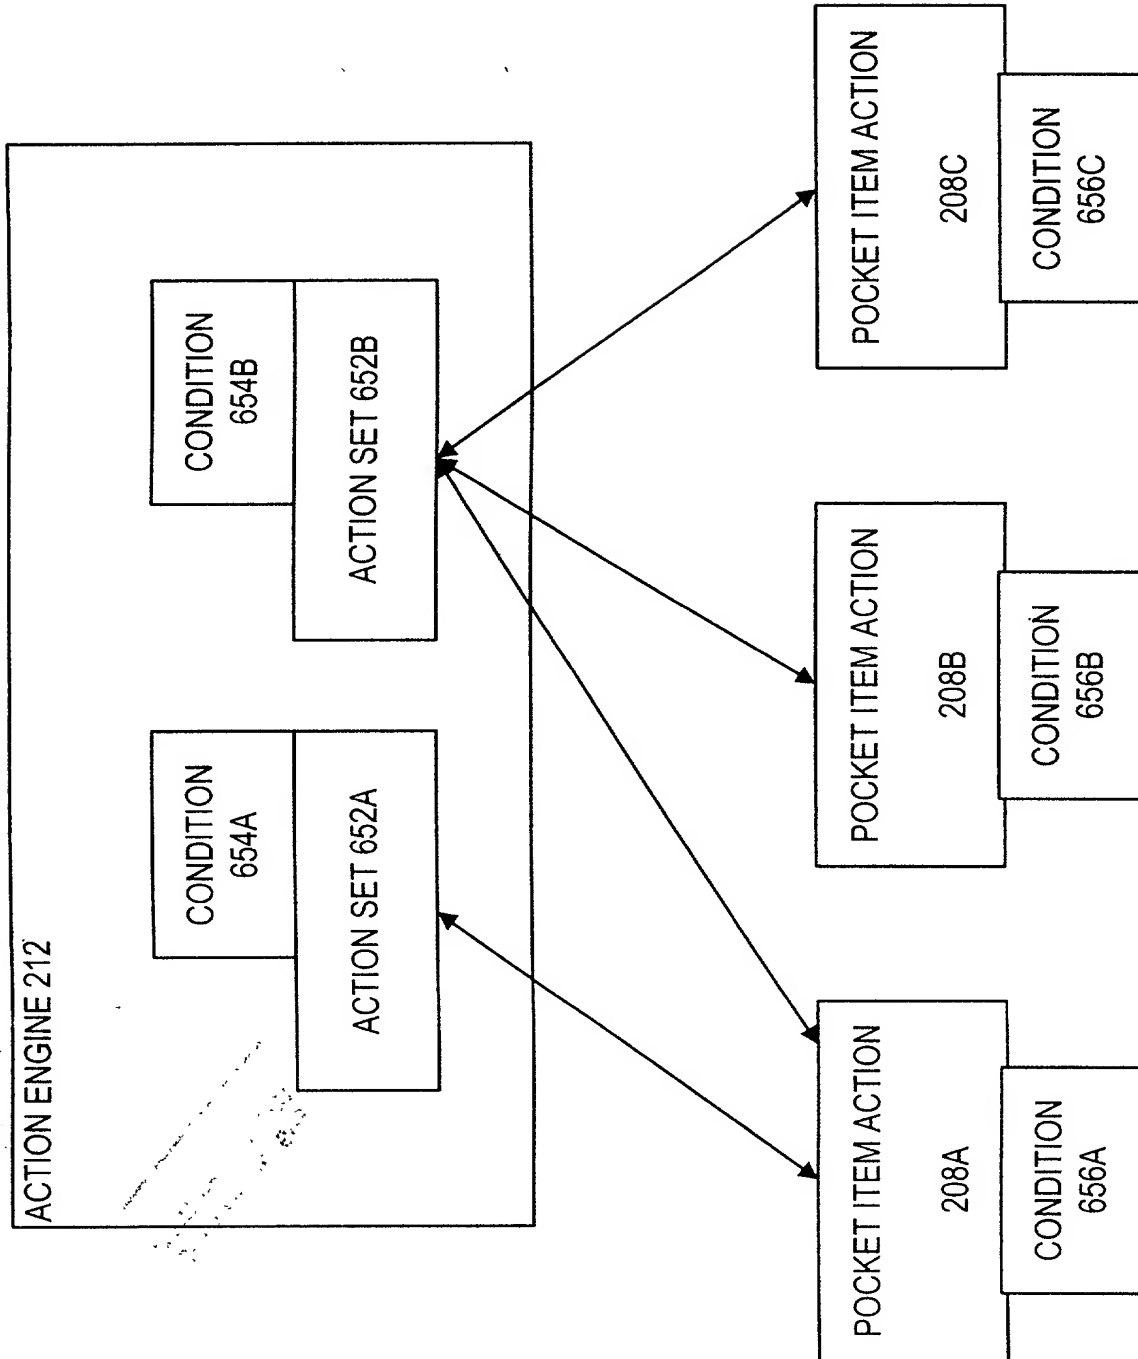 ACTION ENGINE 212
CONDITION
654A
ACTION SET 652A
CONDITION
654B
ACTION SET 652B
POCKET ITEM ACTION
208A
CONDITION
656A
POCKET ITEM ACTION
208B
CONDITION
656B
POCKET ITEM ACTION
208C
CONDITION
656C